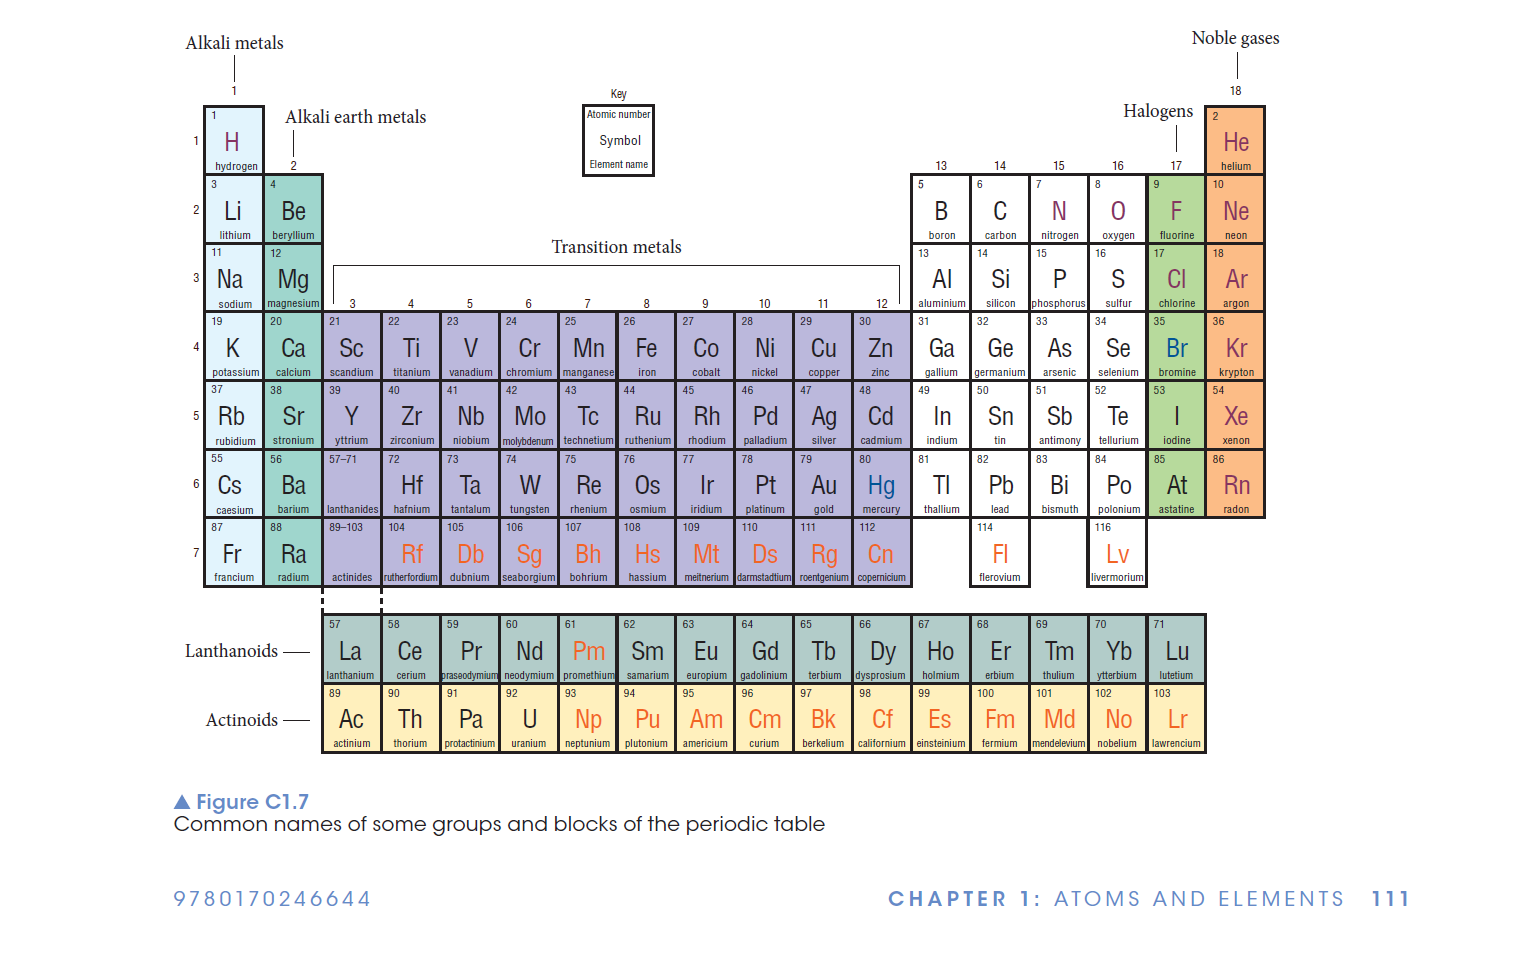 Alkali metals
Noble gases
1
18
Key
Alkali earth metals
Halogens
Atomic number
Symbol
Element name
2
13 14 15 16 17
1
1 2
H He
hydrogen helium
2
3 4 5 6 7 8 9 10
Li Be B C N O F Ne
lithium beryllium boron carbon nitrogen oxygen fluorine neon
Transition metals
3
11 12 13 14 15 16 17 18
Na Mg Al Si P S Cl Ar
sodium magnesium aluminium silicon phosphorus sulfur chlorine argon
3 4 5 6 7 8 9 10 11 12
4
19 20 21 22 23 24 25 26 27 28 29 30 31 32 33 34 35 36
K Ca Sc Ti V Cr Mn Fe Co Ni Cu Zn Ga Ge As Se Br Kr
potassium calcium scandium titanium vanadium chromium manganese iron cobalt nickel copper zinc gallium germanium arsenic selenium bromine krypton
5
37 38 39 40 41 42 43 44 45 46 47 48 49 50 51 52 53 54
Rb Sr Y Zr Nb Mo Tc Ru Rh Pd Ag Cd In Sn Sb Te I Xe
rubidium stronium yttrium zirconium niobium molybdenum technetium ruthenium rhodium palladium silver cadmium indium tin antimony tellurium iodine xenon
6
55 56 57–71 72 73 74 75 76 77 78 79 80 81 82 83 84 85 86
Cs Ba Hf Ta W Re Os Ir Pt Au Hg Tl Pb Bi Po At Rn
caesium barium lanthanides hafnium tantalum tungsten rhenium osmium iridium platinum gold mercury thallium lead bismuth polonium astatine radon
7
87 88 89–103 104 105 106 107 108 109 110 111 112 114 116
Fr Ra Rf Db Sg Bh Hs Mt Ds Rg Cn Fl Lv
francium radium actinides rutherfordium dubnium seaborgium bohrium hassium meitnerium darmstadtium roentgenium copernicium flerovium livermorium
57 58 59 60 61 62 63 64 65 66 67 68 69 70 71
Lanthanoids
La Ce Pr Nd Pm Sm Eu Gd Tb Dy Ho Er Tm Yb Lu
lanthanium cerium praseodymium neodymium promethium samarium europium gadolinium terbium dysprosium holmium erbium thulium ytterbium lutetium
89 90 91 92 93 94 95 96 97 98 99 100 101 102 103
Actinoids
Ac Th Pa U Np Pu Am Cm Bk Cf Es Fm Md No Lr
actinium thorium protactinium uranium neptunium plutonium americium curium berkelium californium einsteinium fermium mendelevium nobelium lawrencium
▲ Figure C1.7
Common names of some groups and blocks of the periodic table
9780170246644
CHAPTER 1: ATOMS AND ELEMENTS 111